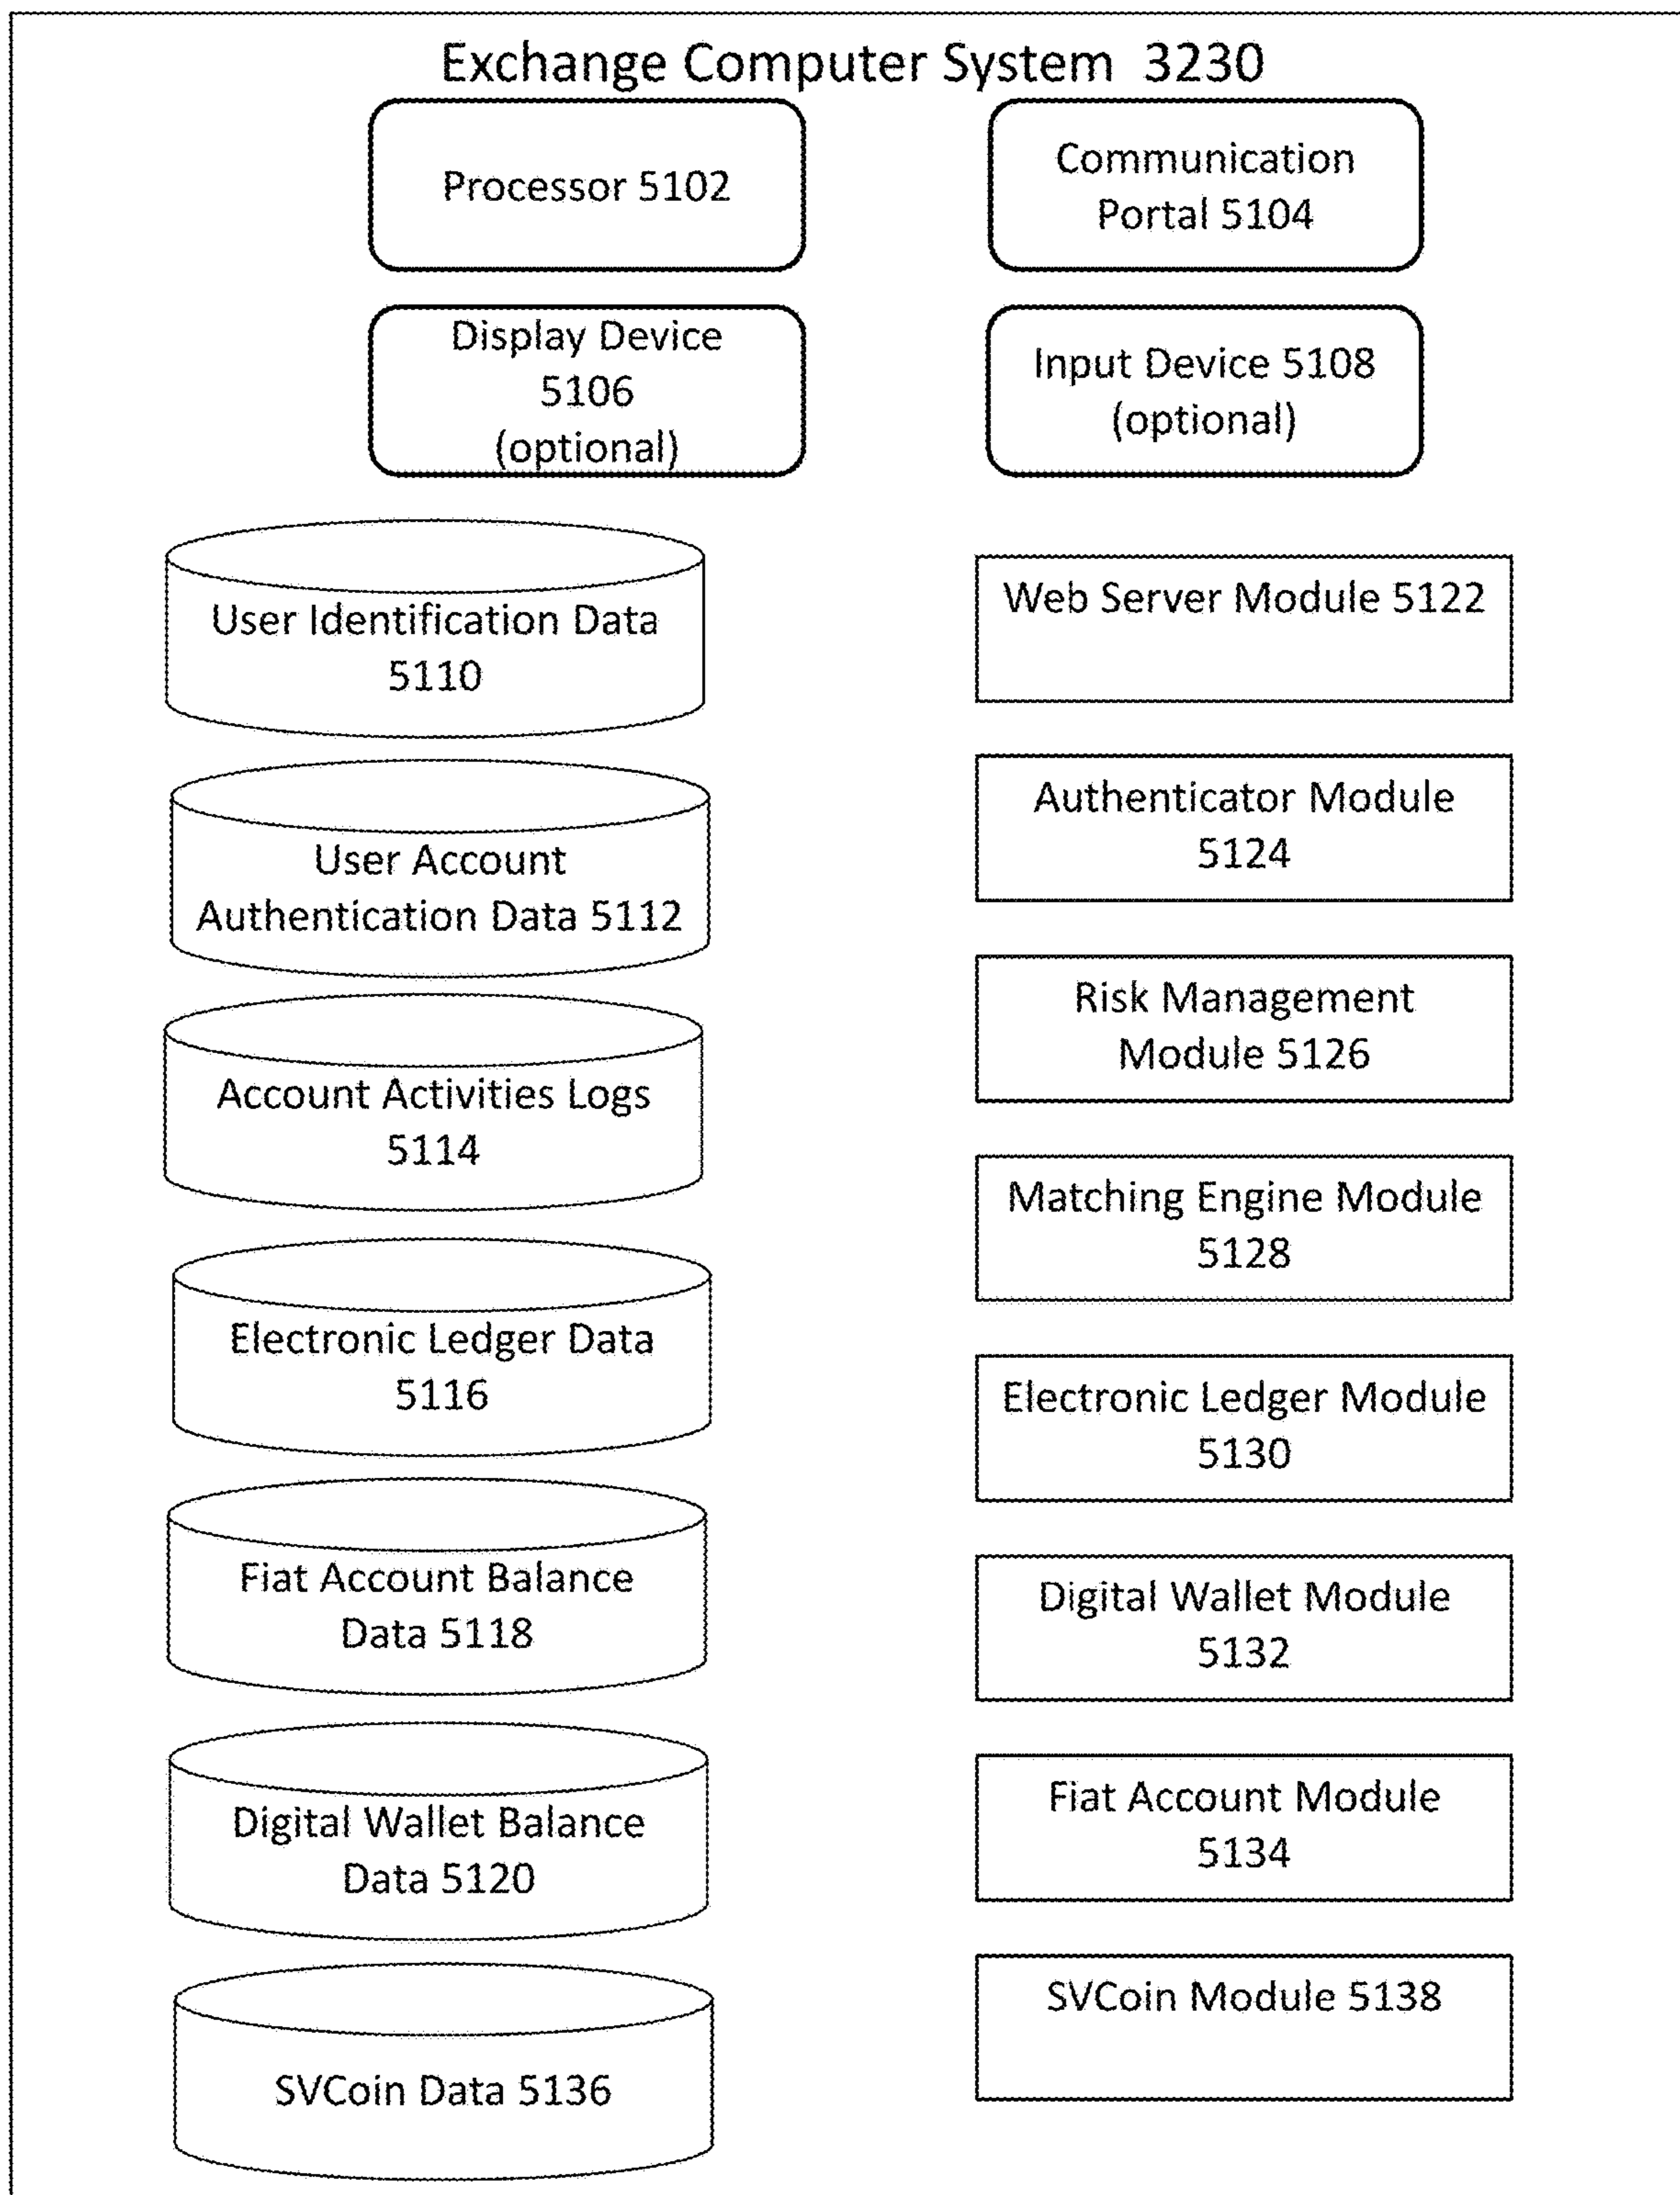 Exchange Computer System 3230
Processor 5102
Communication
Portal 5104
Display Device
5106
(optional)
Input Device 5108
(optional)
User Identification Data
5110
User Account
Authentication Data 5112
Account Activities Logs
5114
Electronic Ledger Data
5116
Fiat Account Balance
Data 5118
Digital Wallet Balance
Data 5120
SVCoin Data 5136
Web Server Module 5122
Authenticator Module
5124
Risk Management
Module 5126
Matching Engine Module
5128
Electronic Ledger Module
5130
Digital Wallet Module
5132
Fiat Account Module
5134
SVCoin Module 5138